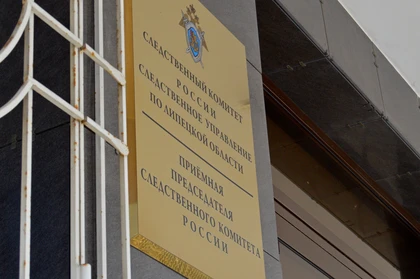 СЛЕДСТВЕННЫЙ КОМИТЕТ
РОССИИ
СЛЕДСТВЕННОЕ УПРАВЛЕНИЕ
ПО ЛИПЕЦКОЙ ОБЛАСТИ
ПРИЁМНАЯ
ПРЕДСЕДАТЕЛЯ
СЛЕДСТВЕННОГО КОМИТЕТА
РОССИИ